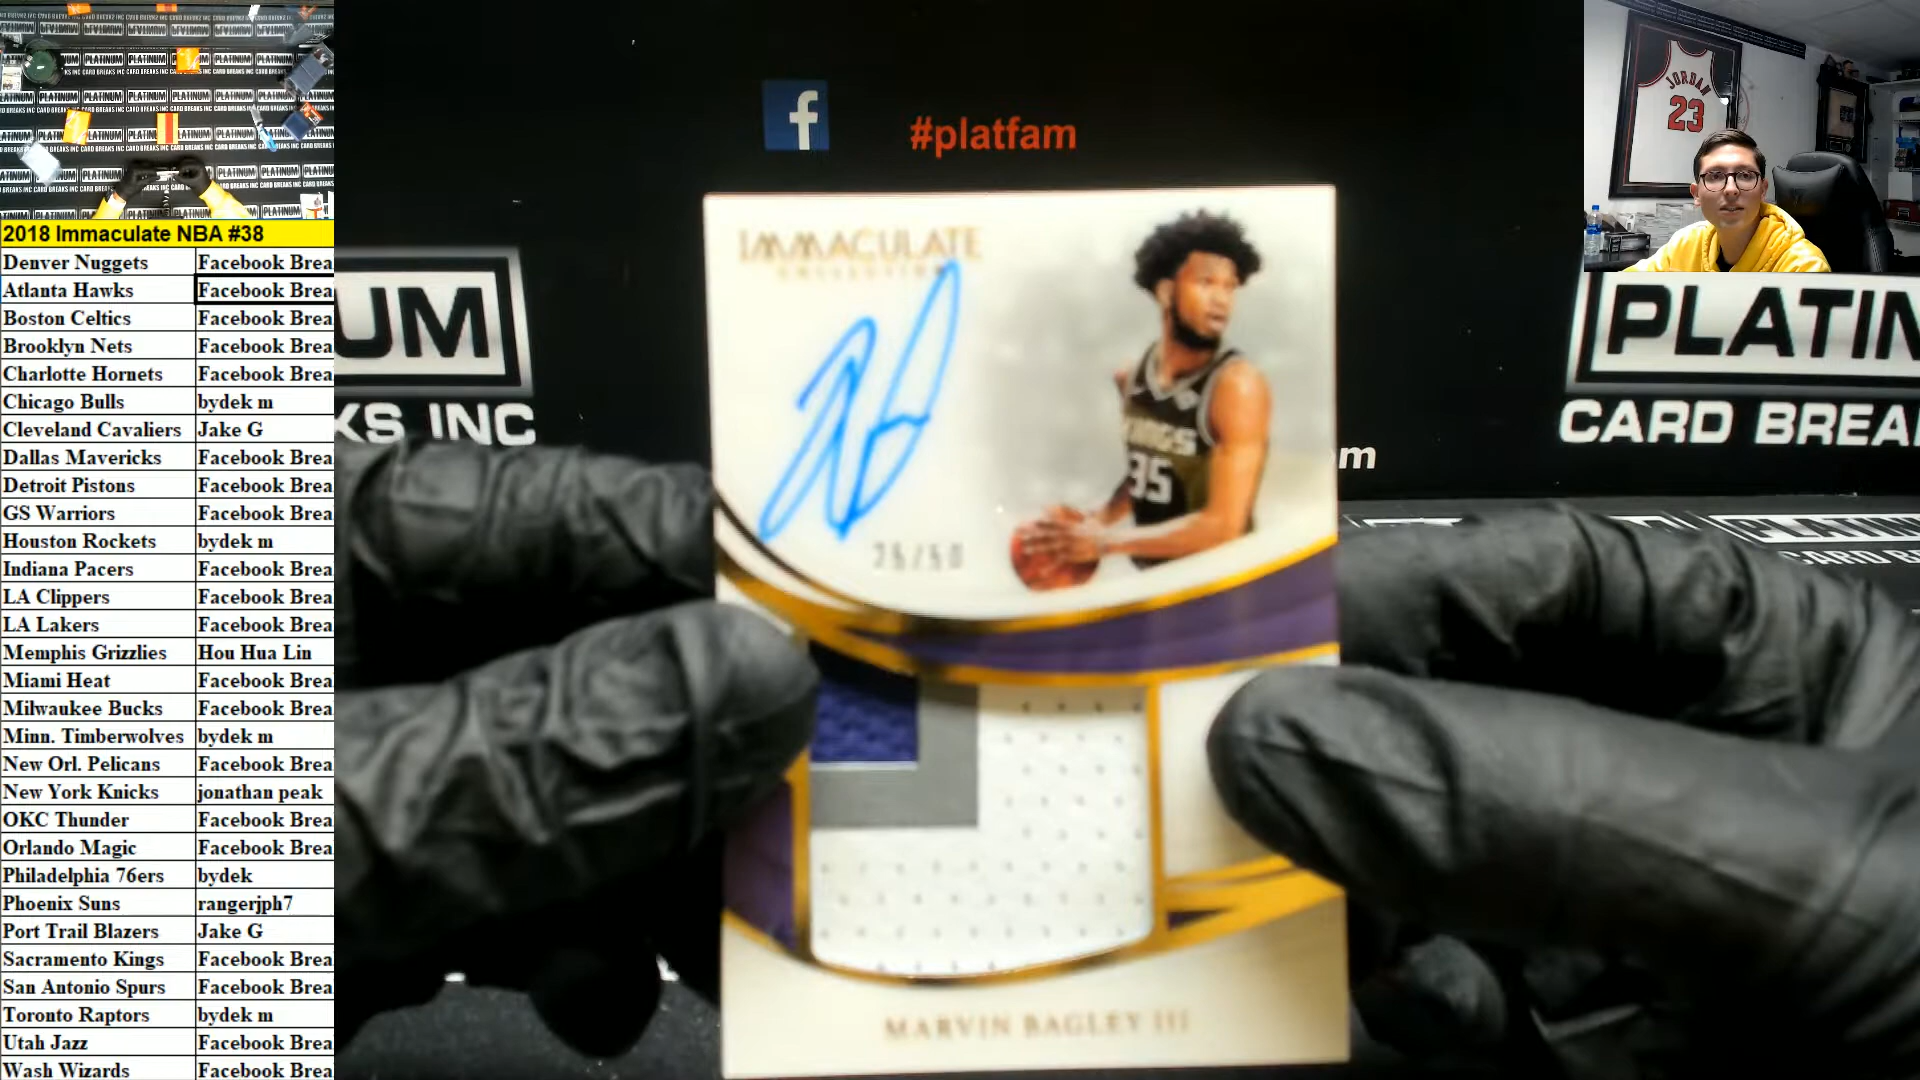 2018 Immaculate NBA #38
Denver Nuggets Facebook Brea
Atlanta Hawks Facebook Brea
Boston Celtics Facebook Brea
Brooklyn Nets Facebook Brea
Charlotte Hornets Facebook Brea
Chicago Bulls bydek m
Cleveland Cavaliers Jake G
Dallas Mavericks Facebook Brea
Detroit Pistons Facebook Brea
GS Warriors Facebook Brea
Houston Rockets bydek m
Indiana Pacers Facebook Brea
LA Clippers Facebook Brea
LA Lakers Facebook Brea
Memphis Grizzlies Hou Hua Lin
Miami Heat Facebook Brea
Milwaukee Bucks Facebook Brea
Minn. Timberwolves bydek m
New Orl. Pelicans Facebook Brea
New York Knicks jonathan peak
OKC Thunder Facebook Brea
Orlando Magic Facebook Brea
Philadelphia 76ers bydek
Phoenix Suns rangerjph7
Port Trail Blazers Jake G
Sacramento Kings Facebook Brea
San Antonio Spurs Facebook Brea
Toronto Raptors bydek m
Utah Jazz Facebook Brea
Wash Wizards Facebook Brea
f #platfam
UM
KS INC
PLATIN
CARD BREA
m
IMMACULATE
COLLECTION
KINGS
35
25/50
MARVIN BAGLEY III
JORDAN
23